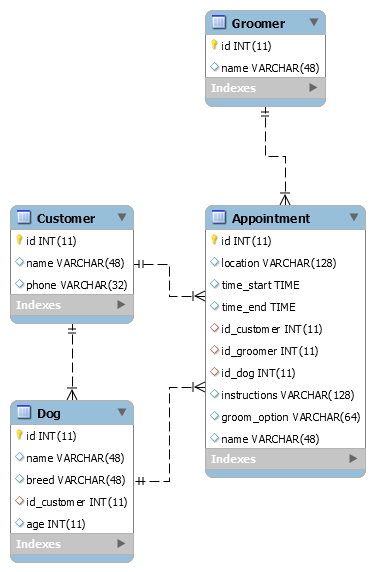 Groomer
id INT(11)
name VARCHAR(48)
Indexes
Customer
id INT(11)
name VARCHAR(48)
phone VARCHAR(32)
Indexes
Appointment
id INT(11)
location VARCHAR(128)
time_start TIME
time_end TIME
id_customer INT(11)
id_groomer INT(11)
id_dog INT(11)
instructions VARCHAR(128)
groom_option VARCHAR(64)
name VARCHAR(48)
Indexes
Dog
id INT(11)
name VARCHAR(48)
breed VARCHAR(48)
id_customer INT(11)
age INT(11)
Indexes